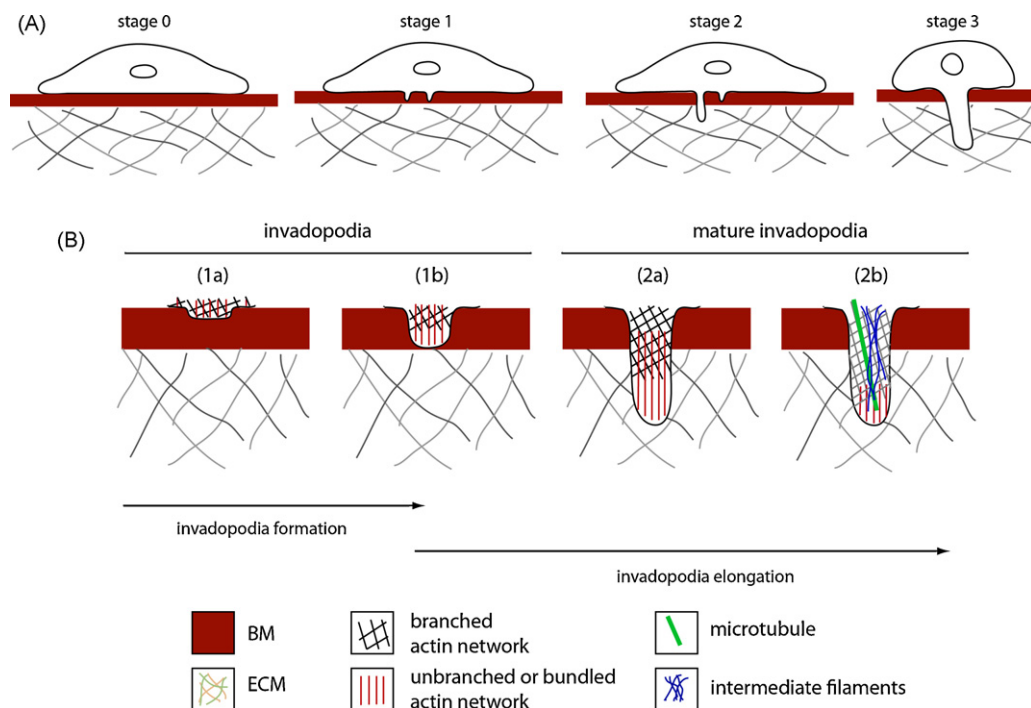 (A)
stage 0
stage 1
stage 2
stage 3
(B)
invadopodia
mature invadopodia
(1a)
(1b)
(2a)
(2b)
invadopodia formation
invadopodia elongation
BM
branched
actin network
microtubule
ECM
unbranched or bundled
actin network
intermediate filaments